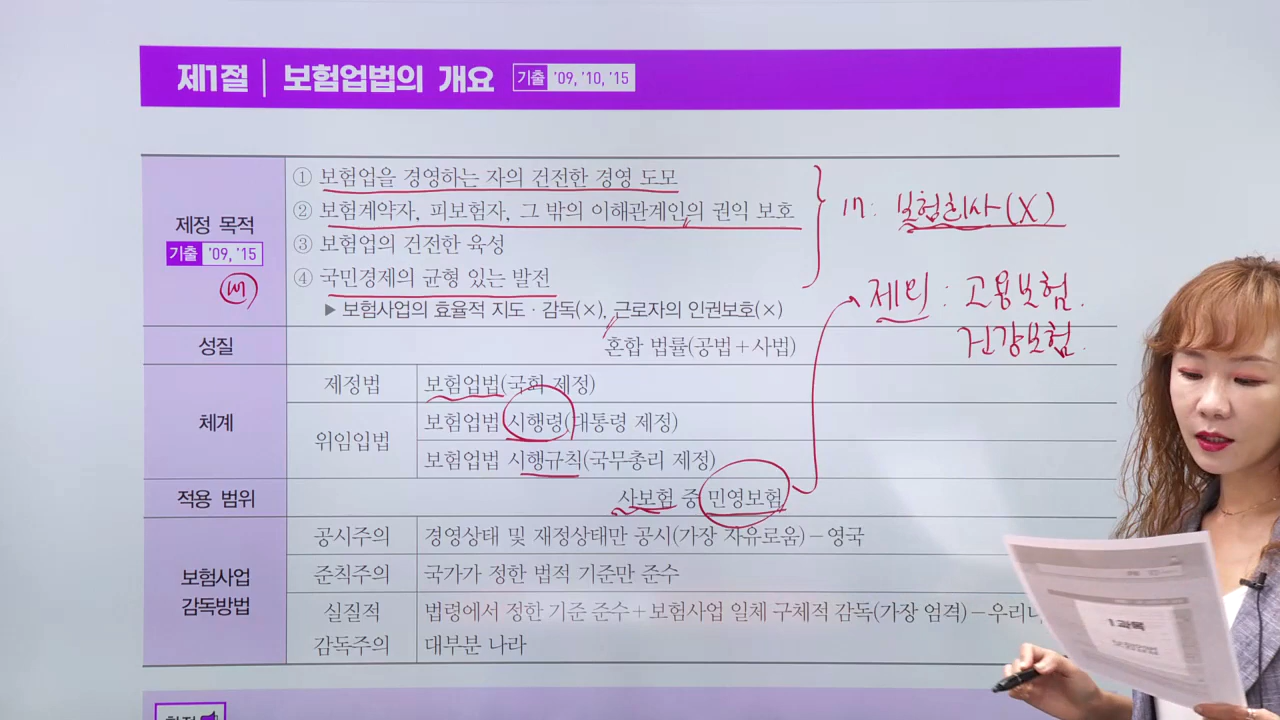 제1절 | 보험업법의 개요 기출 '09, '10, '15
제정 목적
기출 '09, '15
① 보험업을 경영하는 자의 건전한 경영 도모
② 보험계약자, 피보험자, 그 밖의 이해관계인의 권익 보호
③ 보험업의 건전한 육성
④ 국민경제의 균형 있는 발전
▶ 보험사업의 효율적 지도·감독(×), 근로자의 인권보호(×)
보험회사(X)
제외 : 고용보험.
건강보험.
성질
혼합 법률(공법+사법)
체계
제정법
보험업법(국회 제정)
위임입법
보험업법 시행령(대통령 제정)
보험업법 시행규칙(국무총리 제정)
적용 범위
사보험 중 민영보험
보험사업
감독방법
공시주의
경영상태 및 재정상태만 공시(가장 자유로움)-영국
준칙주의
국가가 정한 법적 기준만 준수
실질적
감독주의
법령에서 정한 기준 준수+보험사업 일체 구체적 감독(가장 엄격)-우리나
대부분 나라
1과목
보험업법